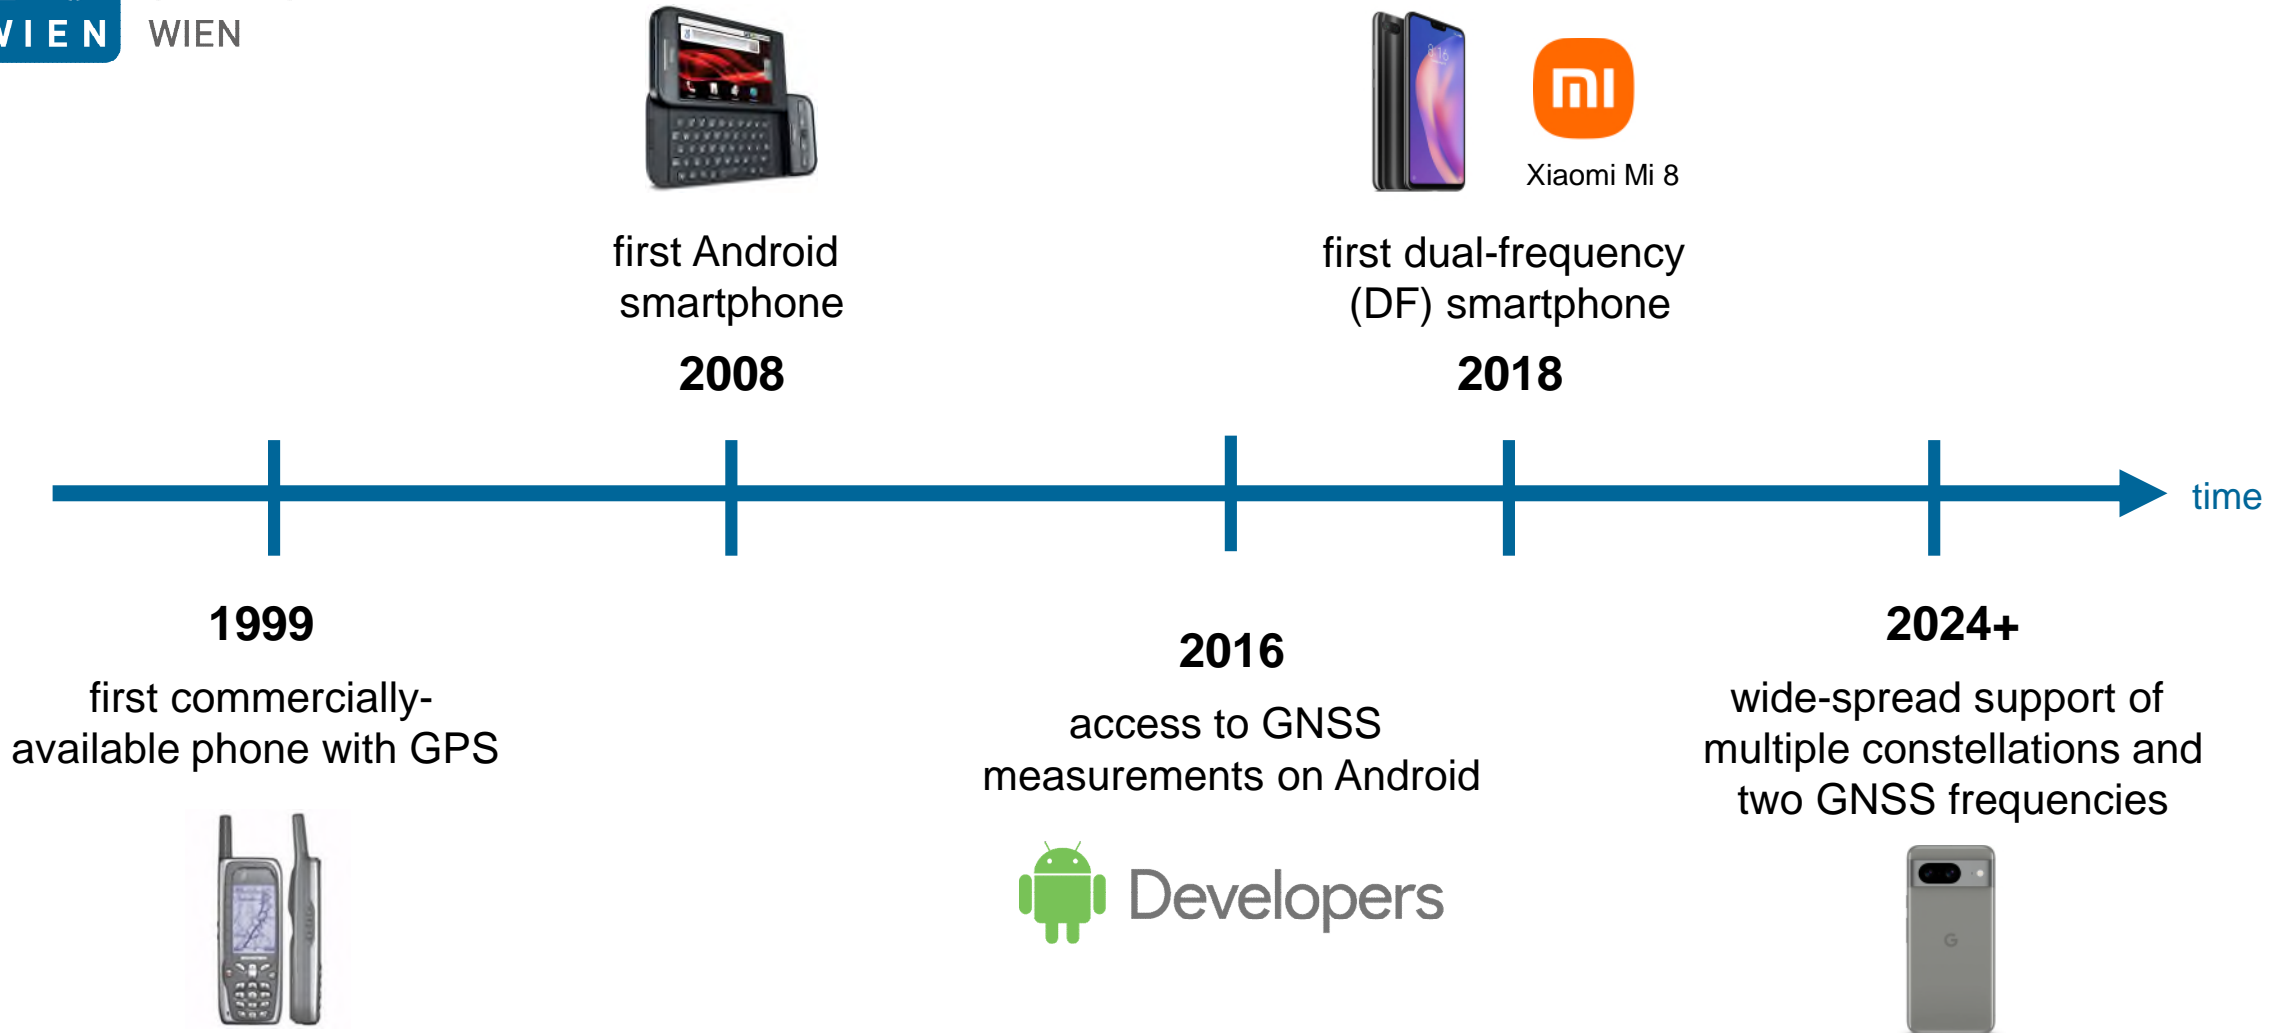 WIEN WIEN
Xiaomi Mi 8
first Android
smartphone
2008
first dual-frequency
(DF) smartphone
2018
time
1999
first commercially-
available phone with GPS
2016
access to GNSS
measurements on Android
Developers
2024+
wide-spread support of
multiple constellations and
two GNSS frequencies